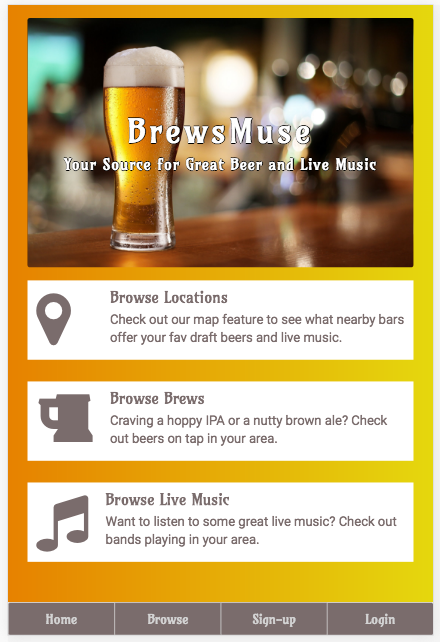 BrewsMuse
Your Source for Great Beer and Live Music
Browse Locations
Check out our map feature to see what nearby bars
offer your fav draft beers and live music.
Browse Brews
Craving a hoppy IPA or a nutty brown ale? Check
out beers on tap in your area.
Browse Live Music
Want to listen to some great live music? Check out
bands playing in your area.
Home
Browse
Sign-up
Login